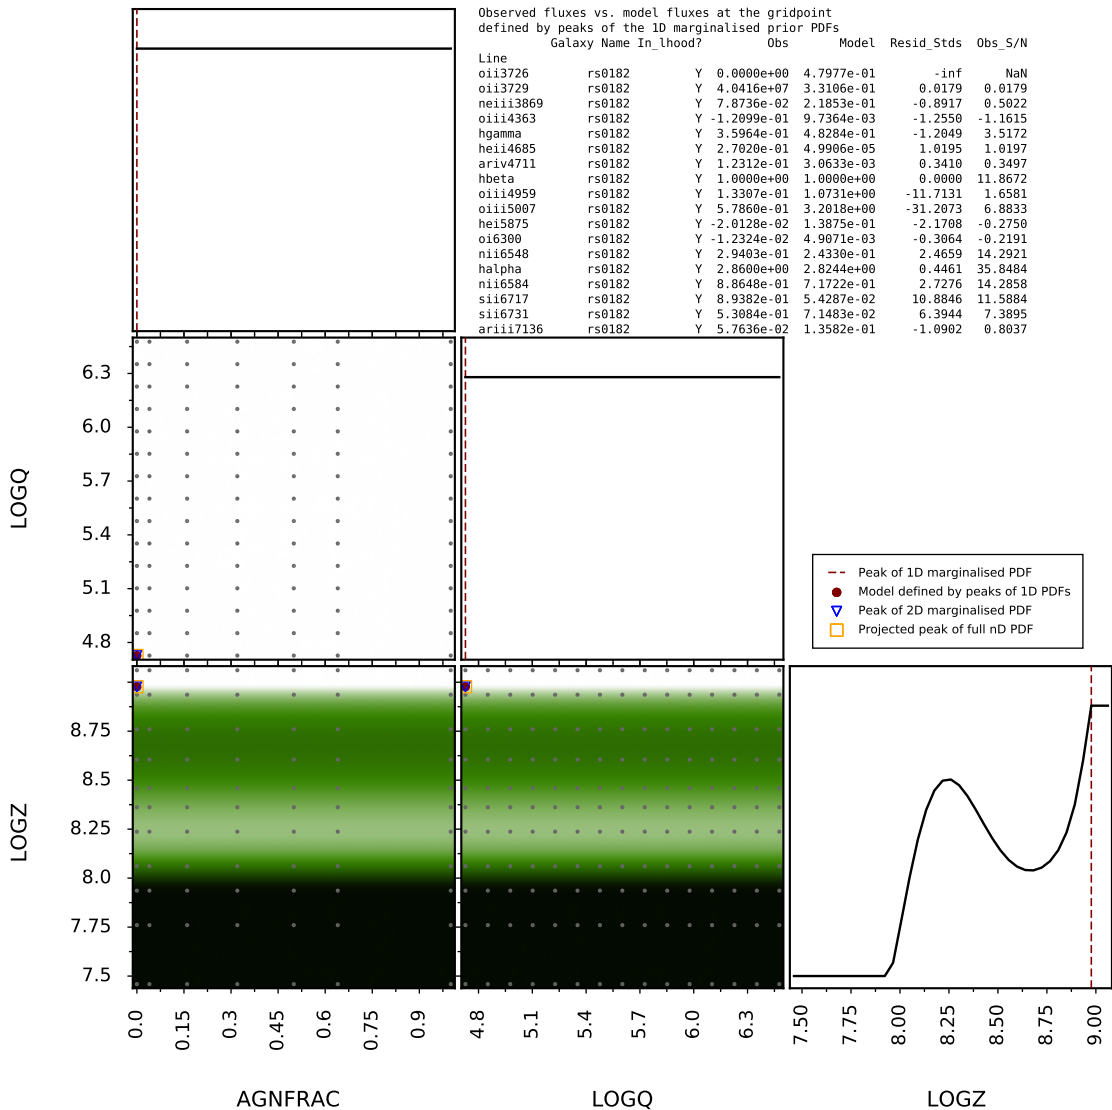 Observed fluxes vs. model fluxes at the gridpoint
defined by peaks of the 1D marginalised prior PDFs
Galaxy Name In_lhood? Obs Model Resid_Stds Obs_S/N
Line
oii3726 rs0182 Y 0.0000e+00 4.7977e-01 -inf NaN
oii3729 rs0182 Y 4.0416e+07 3.3106e-01 0.0179 0.0179
neiii3869 rs0182 Y 7.8736e-02 2.1853e-01 -0.8917 0.5022
oiii4363 rs0182 Y -1.2099e-01 9.7364e-03 -1.2550 -1.1615
hgamma rs0182 Y 3.5964e-01 4.8284e-01 -1.2049 3.5172
heii4685 rs0182 Y 2.7020e-01 4.9906e-05 1.0195 1.0197
ariv4711 rs0182 Y 1.2312e-01 3.0633e-03 0.3410 0.3497
hbeta rs0182 Y 1.0000e+00 1.0000e+00 0.0000 11.8672
oiii4959 rs0182 Y 1.3307e-01 1.0731e+00 -11.7131 1.6581
oiii5007 rs0182 Y 5.7860e-01 3.2018e+00 -31.2073 6.8833
hei5875 rs0182 Y -2.0128e-02 1.3875e-01 -2.1708 -0.2750
oi6300 rs0182 Y -1.2324e-02 4.9071e-03 -0.3064 -0.2191
nii6548 rs0182 Y 2.9403e-01 2.4330e-01 2.4659 14.2921
halpha rs0182 Y 2.8600e+00 2.8244e+00 0.4461 35.8484
nii6584 rs0182 Y 8.8648e-01 7.1722e-01 2.7276 14.2858
sii6717 rs0182 Y 8.9382e-01 5.4287e-02 10.8846 11.5884
sii6731 rs0182 Y 5.3084e-01 7.1483e-02 6.3944 7.3895
ariii7136 rs0182 Y 5.7636e-02 1.3582e-01 -1.0902 0.8037
LOGQ
6.3
6.0
5.7
5.4
5.1
4.8
Peak of 1D marginalised PDF
Model defined by peaks of 1D PDFs
Peak of 2D marginalised PDF
Projected peak of full nD PDF
LOGZ
8.75
8.5
8.25
8.0
7.75
7.5
0.0 0.15 0.3 0.45 0.6 0.75 0.9
4.8 5.1 5.4 5.7 6.0 6.3
7.50 7.75 8.00 8.25 8.50 8.75 9.00
AGNFRAC LOGQ LOGZ